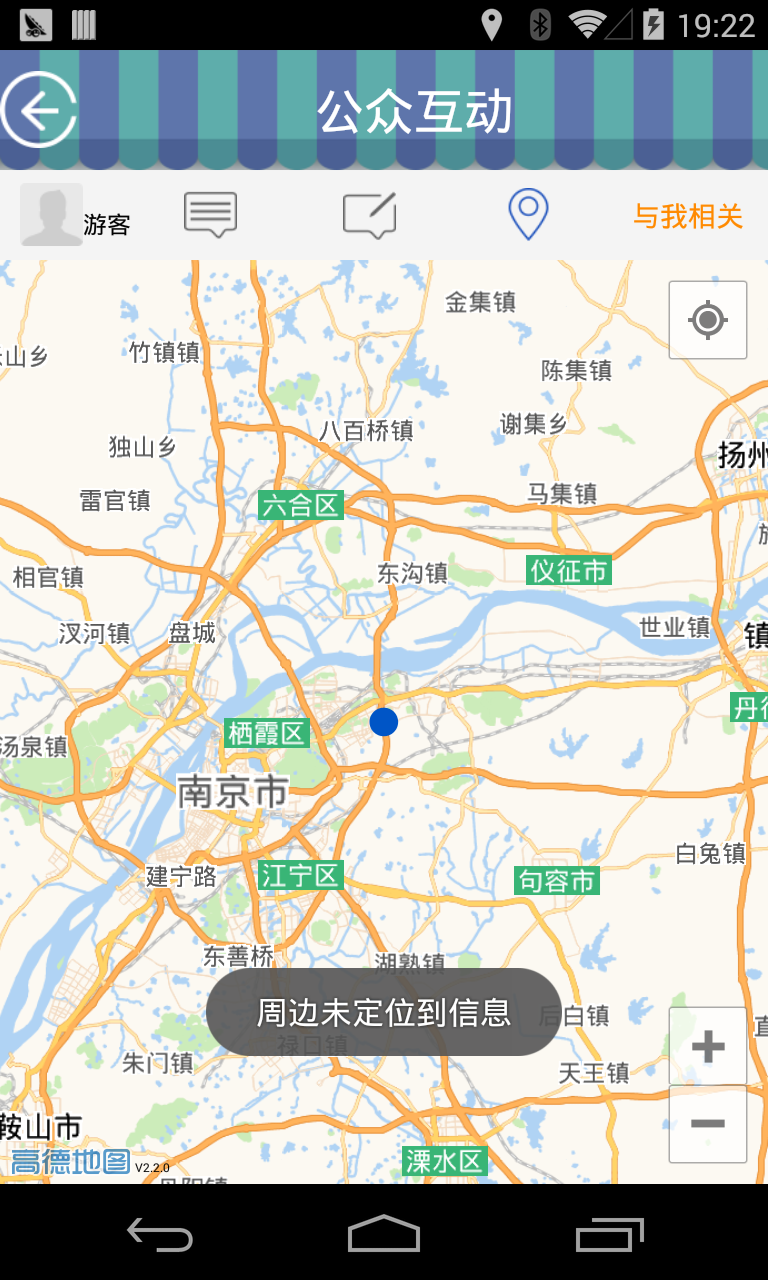 19:22
公众互动
游客
与我相关
金集镇
竹镇镇
山乡
陈集镇
八百桥镇
谢集乡
独山乡
扬州
雷官镇
六合区
马集镇
相官镇
东沟镇
仪征市
汊河镇
盘城
世业镇
镇
丹
栖霞区
汤泉镇
南京市
白兔镇
建宁路
江宁区
句容市
东善桥
湖熟镇
周边未定位到信息
后白镇
禄口镇
朱门镇
天王镇
鞍山市
高德地图 V2.2.0
溧水区
丹阳镇